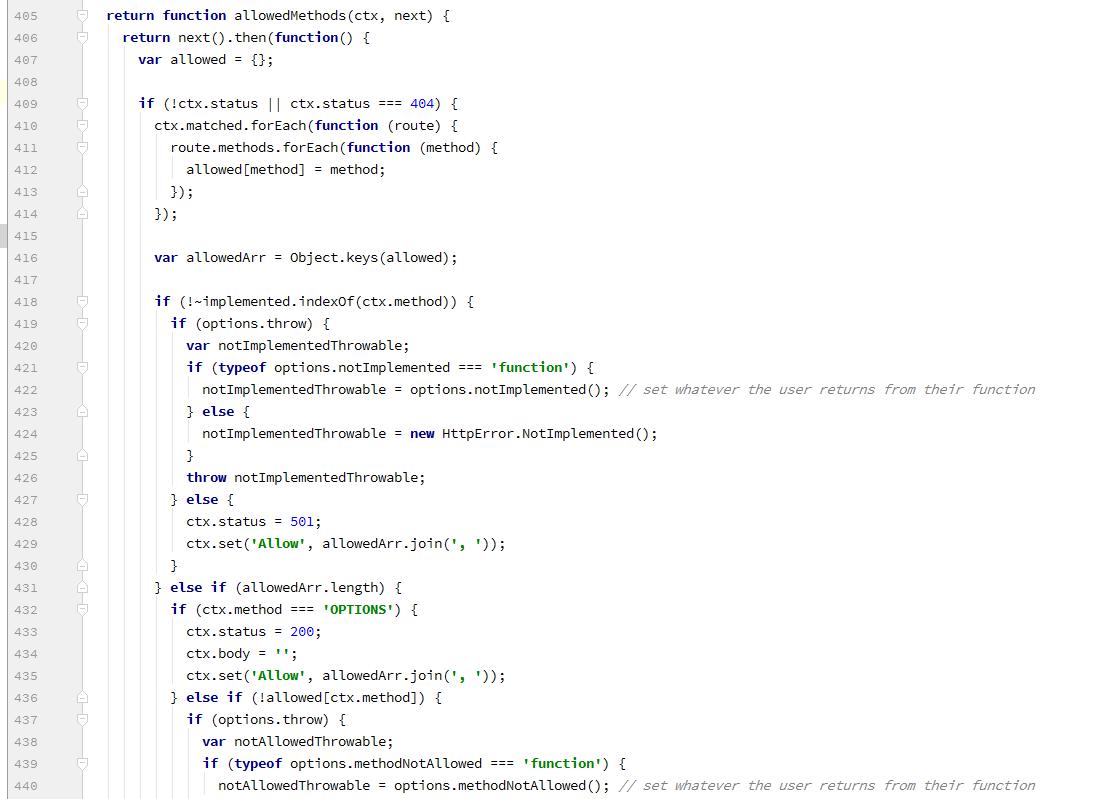 405 return function allowedMethods(ctx, next) {
406 return next().then(function() {
407 var allowed = {};
408
409 if (!ctx.status || ctx.status === 404) {
410 ctx.matched.forEach(function (route) {
411 route.methods.forEach(function (method) {
412 allowed[method] = method;
413 });
414 });
415
416 var allowedArr = Object.keys(allowed);
417
418 if (!~implemented.indexOf(ctx.method)) {
419 if (options.throw) {
420 var notImplementedThrowable;
421 if (typeof options.notImplemented === 'function') {
422 notImplementedThrowable = options.notImplemented(); // set whatever the user returns from their function
423 } else {
424 notImplementedThrowable = new HttpError.NotImplemented();
425 }
426 throw notImplementedThrowable;
427 } else {
428 ctx.status = 501;
429 ctx.set('Allow', allowedArr.join(', '));
430 }
431 } else if (allowedArr.length) {
432 if (ctx.method === 'OPTIONS') {
433 ctx.status = 200;
434 ctx.body = '';
435 ctx.set('Allow', allowedArr.join(', '));
436 } else if (!allowed[ctx.method]) {
437 if (options.throw) {
438 var notAllowedThrowable;
439 if (typeof options.methodNotAllowed === 'function') {
440 notAllowedThrowable = options.methodNotAllowed(); // set whatever the user returns from their function